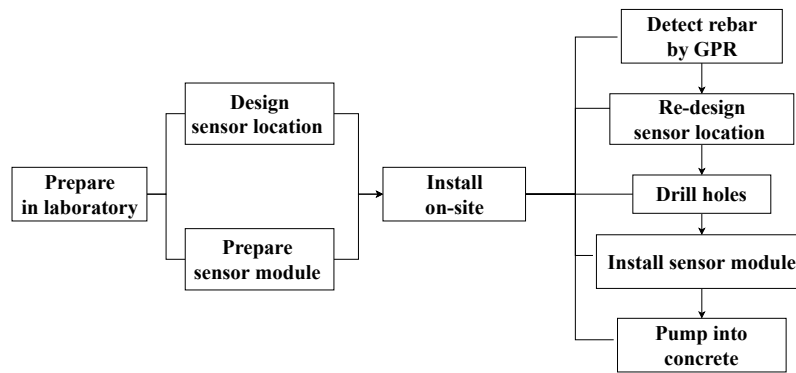 Prepare
in laboratory
Design
sensor location
Prepare
sensor module
Install
on-site
Detect rebar
by GPR
Re-design
sensor location
Drill holes
Install sensor module
Pump into
concrete